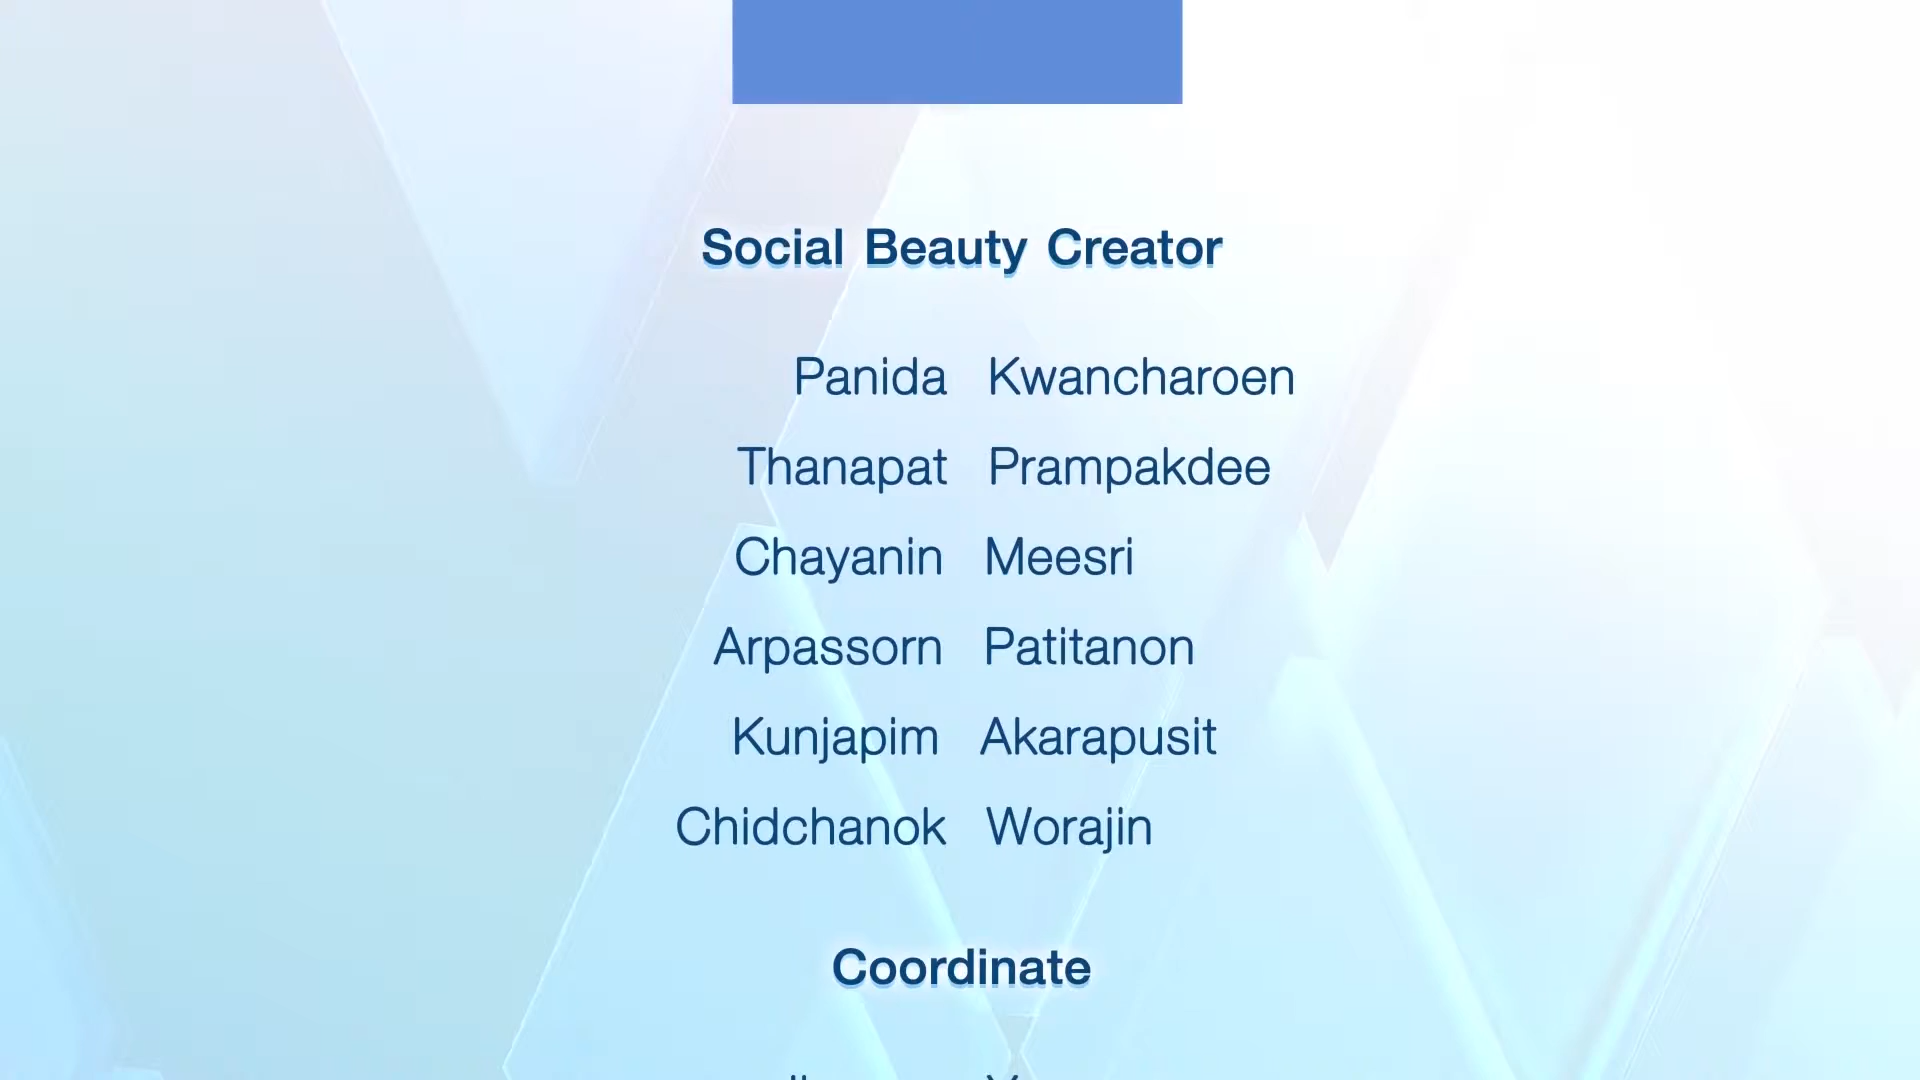 Social Beauty Creator
Panida Kwancharoen
Thanapat Prampakdee
Chayanin Meesri
Arpassorn Patitanon
Kunjapim Akarapusit
Chidchanok Worajin
Coordinate